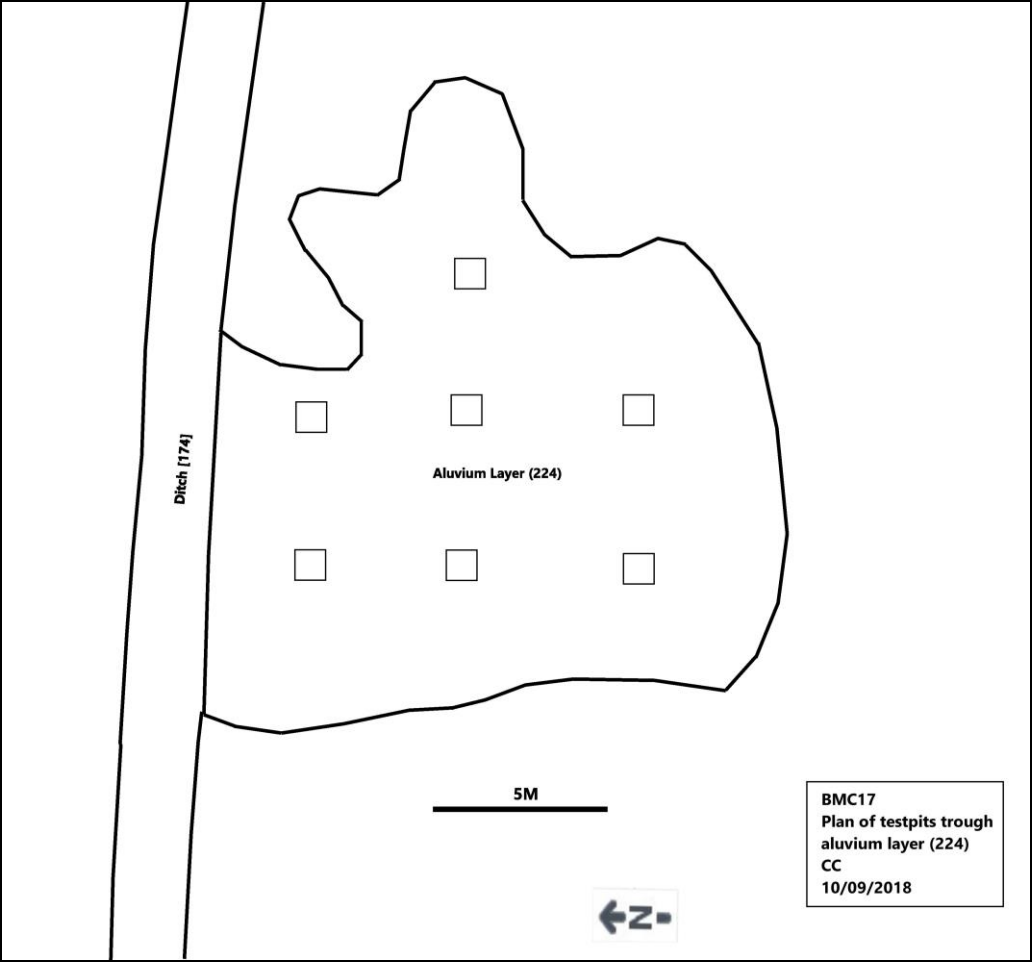 Ditch [174]
Aluvium Layer (224)
5M
BMC17
Plan of testpits trough
aluvium layer (224)
CC
10/09/2018
N